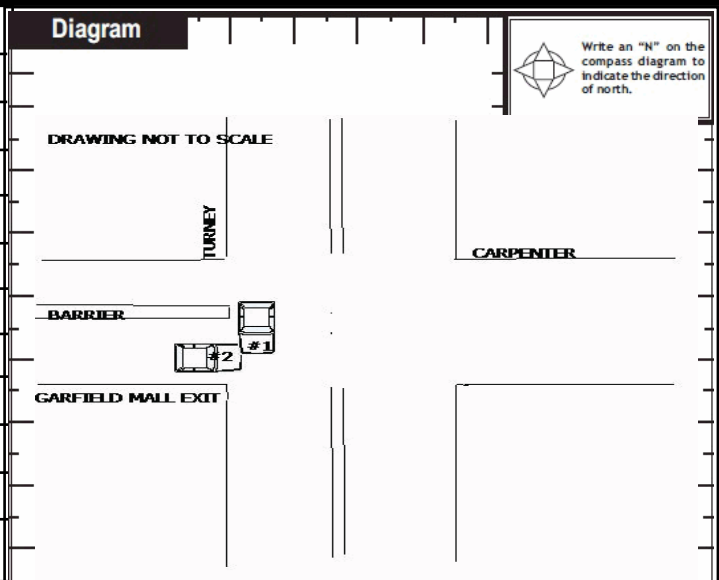 Diagram
Write an “N” on the
compass diagram to
indicate the direction
of north.
DRAWING NOT TO SCALE
TURNEY
CARPENTER
BARRIER
#1
#2
GARFIELD MALL EXIT